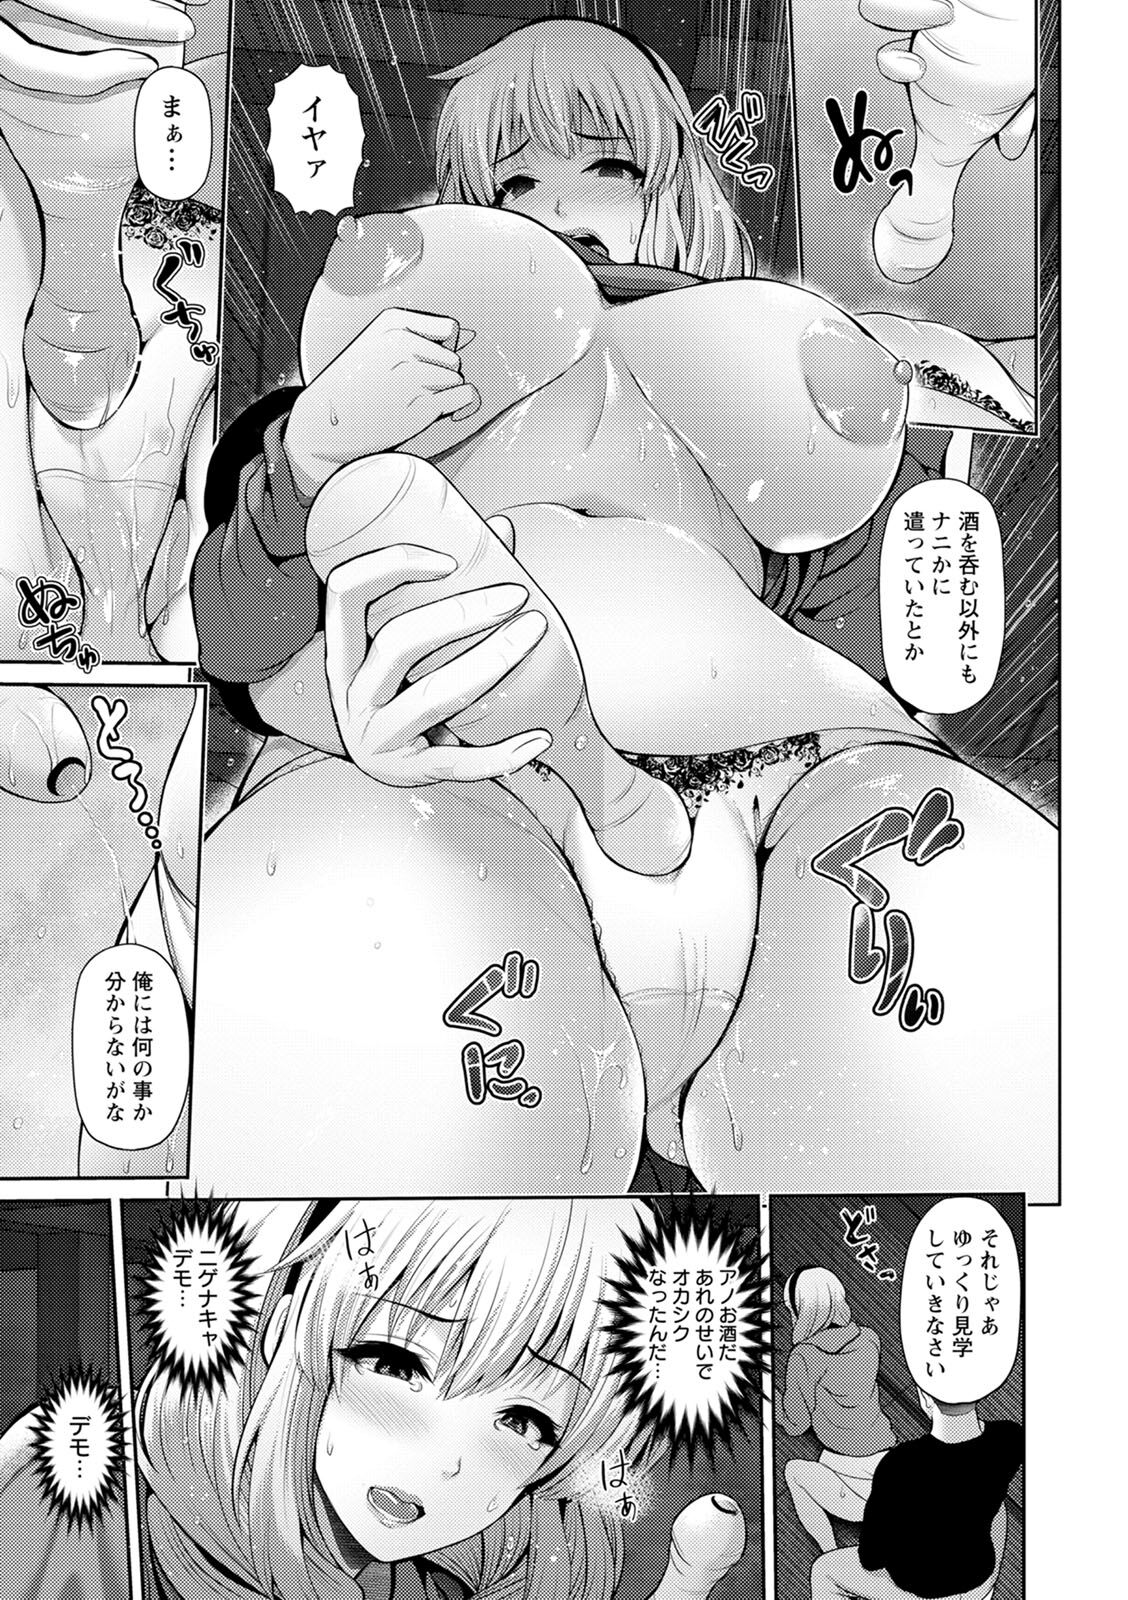 ぬっ
ぐぐっ
イヤァ
酒を呑む以外にも
ナニかに
遣っていたとか
ぐりぃ
ぐに
まぁ…
ぐちゅ
ぬちゅ
とろ…
俺には何の事か
分からないがな
それじゃあ
ゆっくり見学
していきなさい
どさっ
アノお酒だ
あれのせいで
オカシク
なったんだ…
はぁ
はぁ
ニゲナキャ
デモ…
デモ…